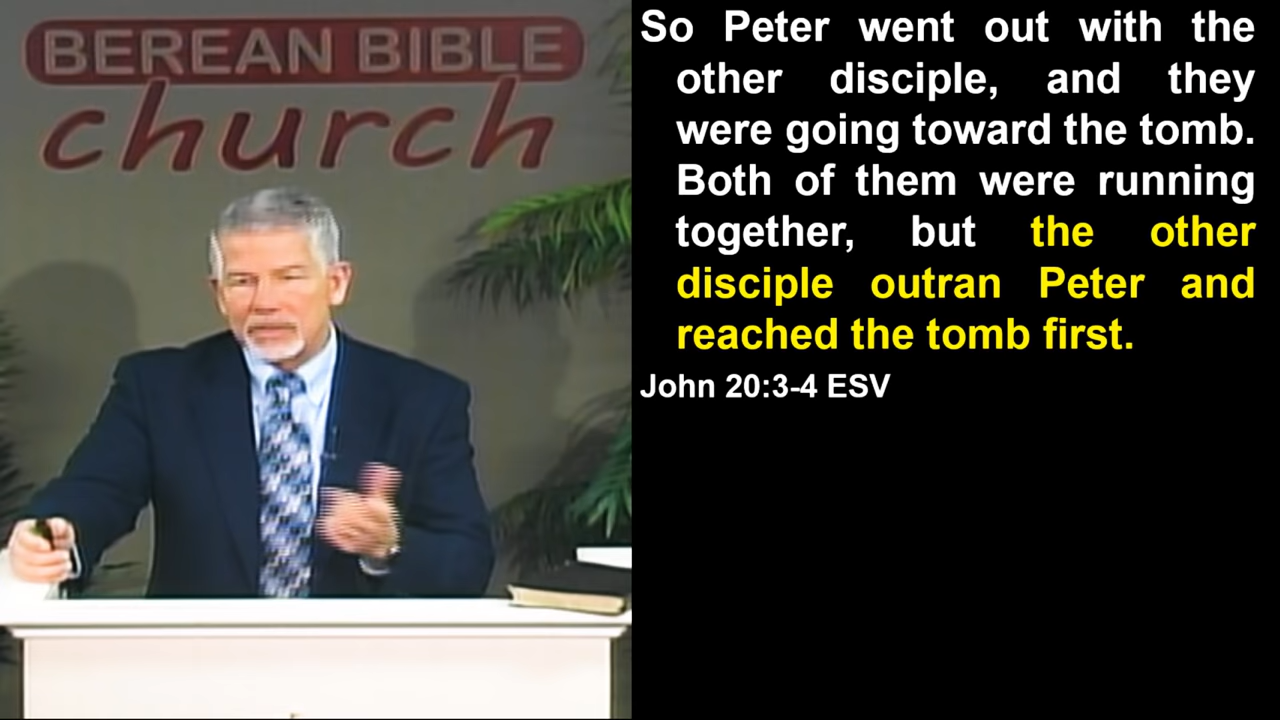 BEREAN BIBLE
church
So Peter went out with the
other disciple, and they
were going toward the tomb.
Both of them were running
together, but the other
disciple outran Peter and
reached the tomb first.
John 20:3-4 ESV